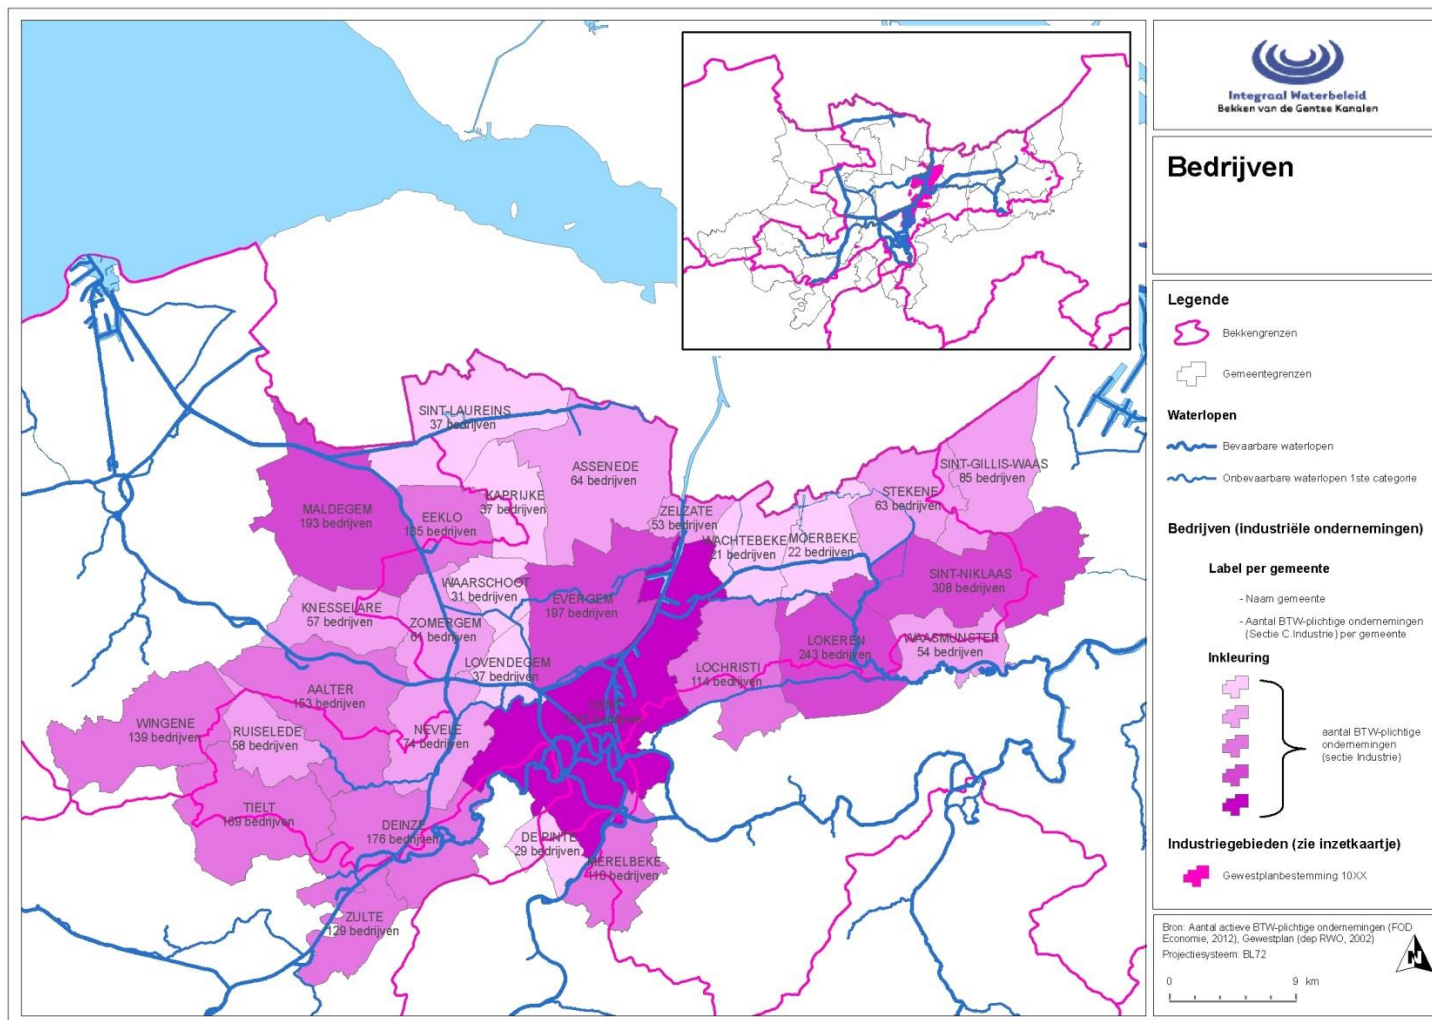 Integraal Waterbeleid
Bekken van de Gentse Kanalen
Bedrijven
Legende
Bekkengrenzen
Gemeentegrenzen
Waterlopen
Bevaarbare waterlopen
Onbevaarbare waterlopen 1ste categorie
Bedrijven (industriële ondernemingen)
Label per gemeente
- Naam gemeente
- Aantal BTW-plichtige ondernemingen
(Sectie C.Industrie) per gemeente
Inkleuring
aantal BTW-plichtige
ondernemingen
(sectie Industrie)
Industriegebieden (zie inzetkaartje)
Gewestplanbestemming 10XX
Bron: Aantal actieve BTW-plichtige ondernemingen (FOD
Economie, 2012), Gewestplan (dep RWO, 2002)
Projectiesysteem: BL72
N
0 9 km
SINT-LAUREINS
37 bedrijven
ASSENEDE
64 bedrijven
KAPRIJKE
37 bedrijven
MALDEGEM
193 bedrijven
EEKLO
135 bedrijven
ZELZATE
53 bedrijven
WACHTEBEKE
21 bedrijven
MOERBEKE
22 bedrijven
STEKENE
63 bedrijven
SINT-GILLIS-WAAS
85 bedrijven
SINT-NIKLAAS
308 bedrijven
WAARSCHOOT
31 bedrijven
EVERGEM
197 bedrijven
KNESSELARE
57 bedrijven
ZOMERGEM
61 bedrijven
LOVENDEGEM
37 bedrijven
LOCHRISTI
114 bedrijven
LOKEREN
243 bedrijven
WAASMUNSTER
54 bedrijven
AALTER
153 bedrijven
WINGENE
139 bedrijven
RUISELEDE
58 bedrijven
NEVELE
74 bedrijven
TIELT
169 bedrijven
DEINZE
176 bedrijven
DE PINTE
29 bedrijven
MERELBEKE
110 bedrijven
ZULTE
129 bedrijven